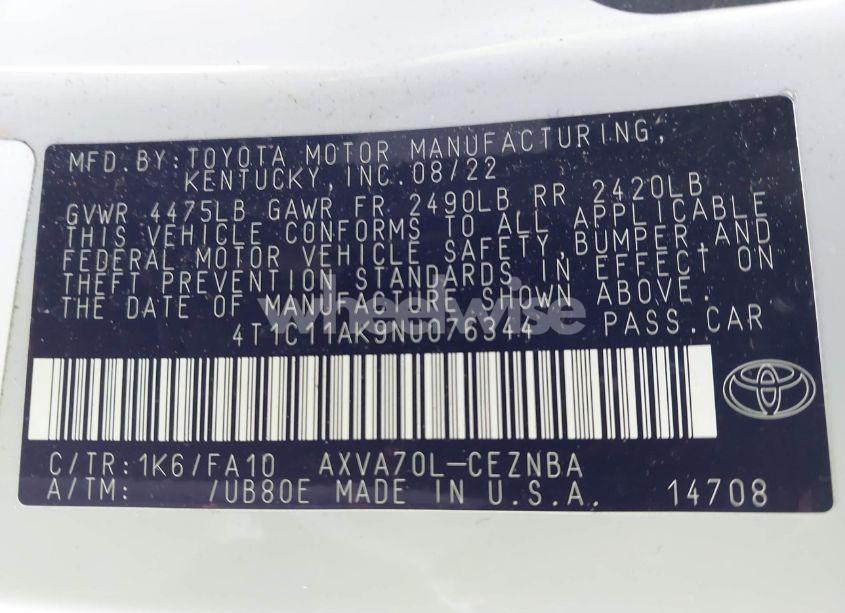 MFD. BY: TOYOTA MOTOR MANUFACTURING,
KENTUCKY, INC. 08/22
GVWR 4475LB GAWR FR 2490LB RR 2420LB
THIS VEHICLE CONFORMS TO ALL APPLICABLE
FEDERAL MOTOR VEHICLE SAFETY, BUMPER, AND
THEFT PREVENTION STANDARDS IN EFFECT ON
THE DATE OF MANUFACTURE SHOWN ABOVE.
wheelwise
4T1C11AK9NU076344 PASS. CAR
C/TR: 1K6/FA10 AXVA70L-CEZNBA
A/TM: /UB80E MADE IN U.S.A. 14708